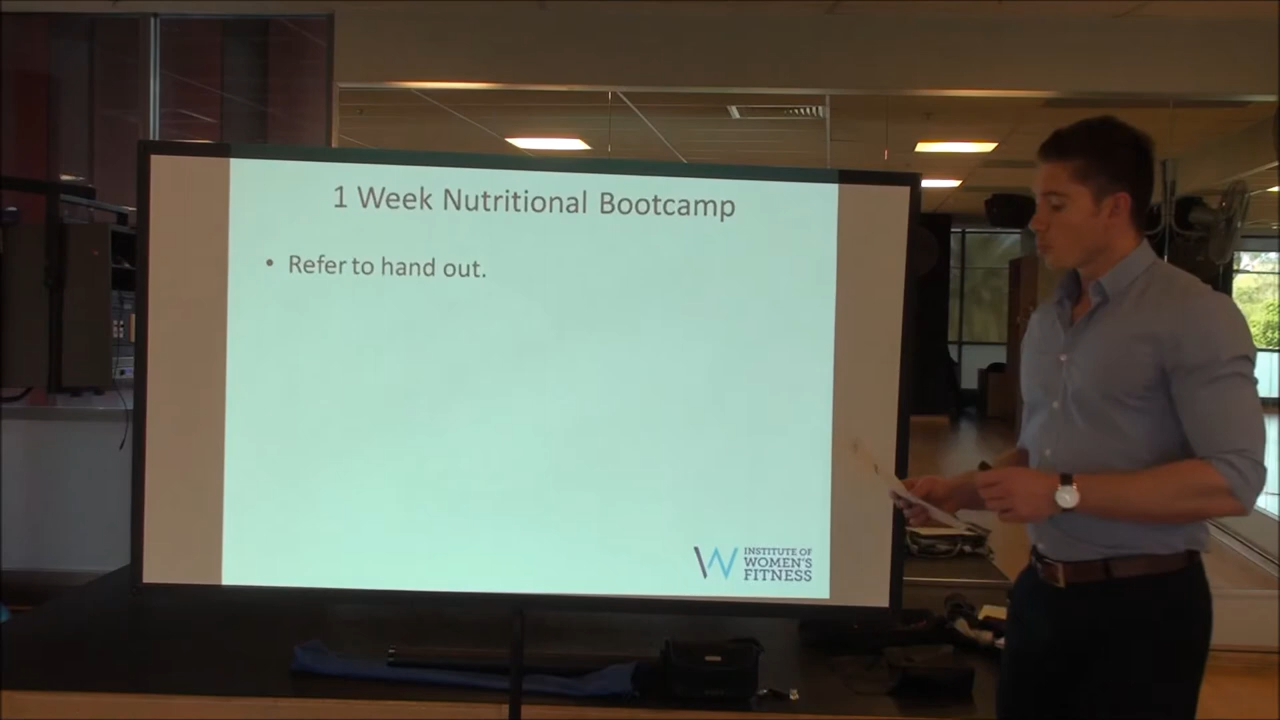 1 Week Nutritional Bootcamp
• Refer to hand out.
INSTITUTE OF
WOMEN'S
FITNESS